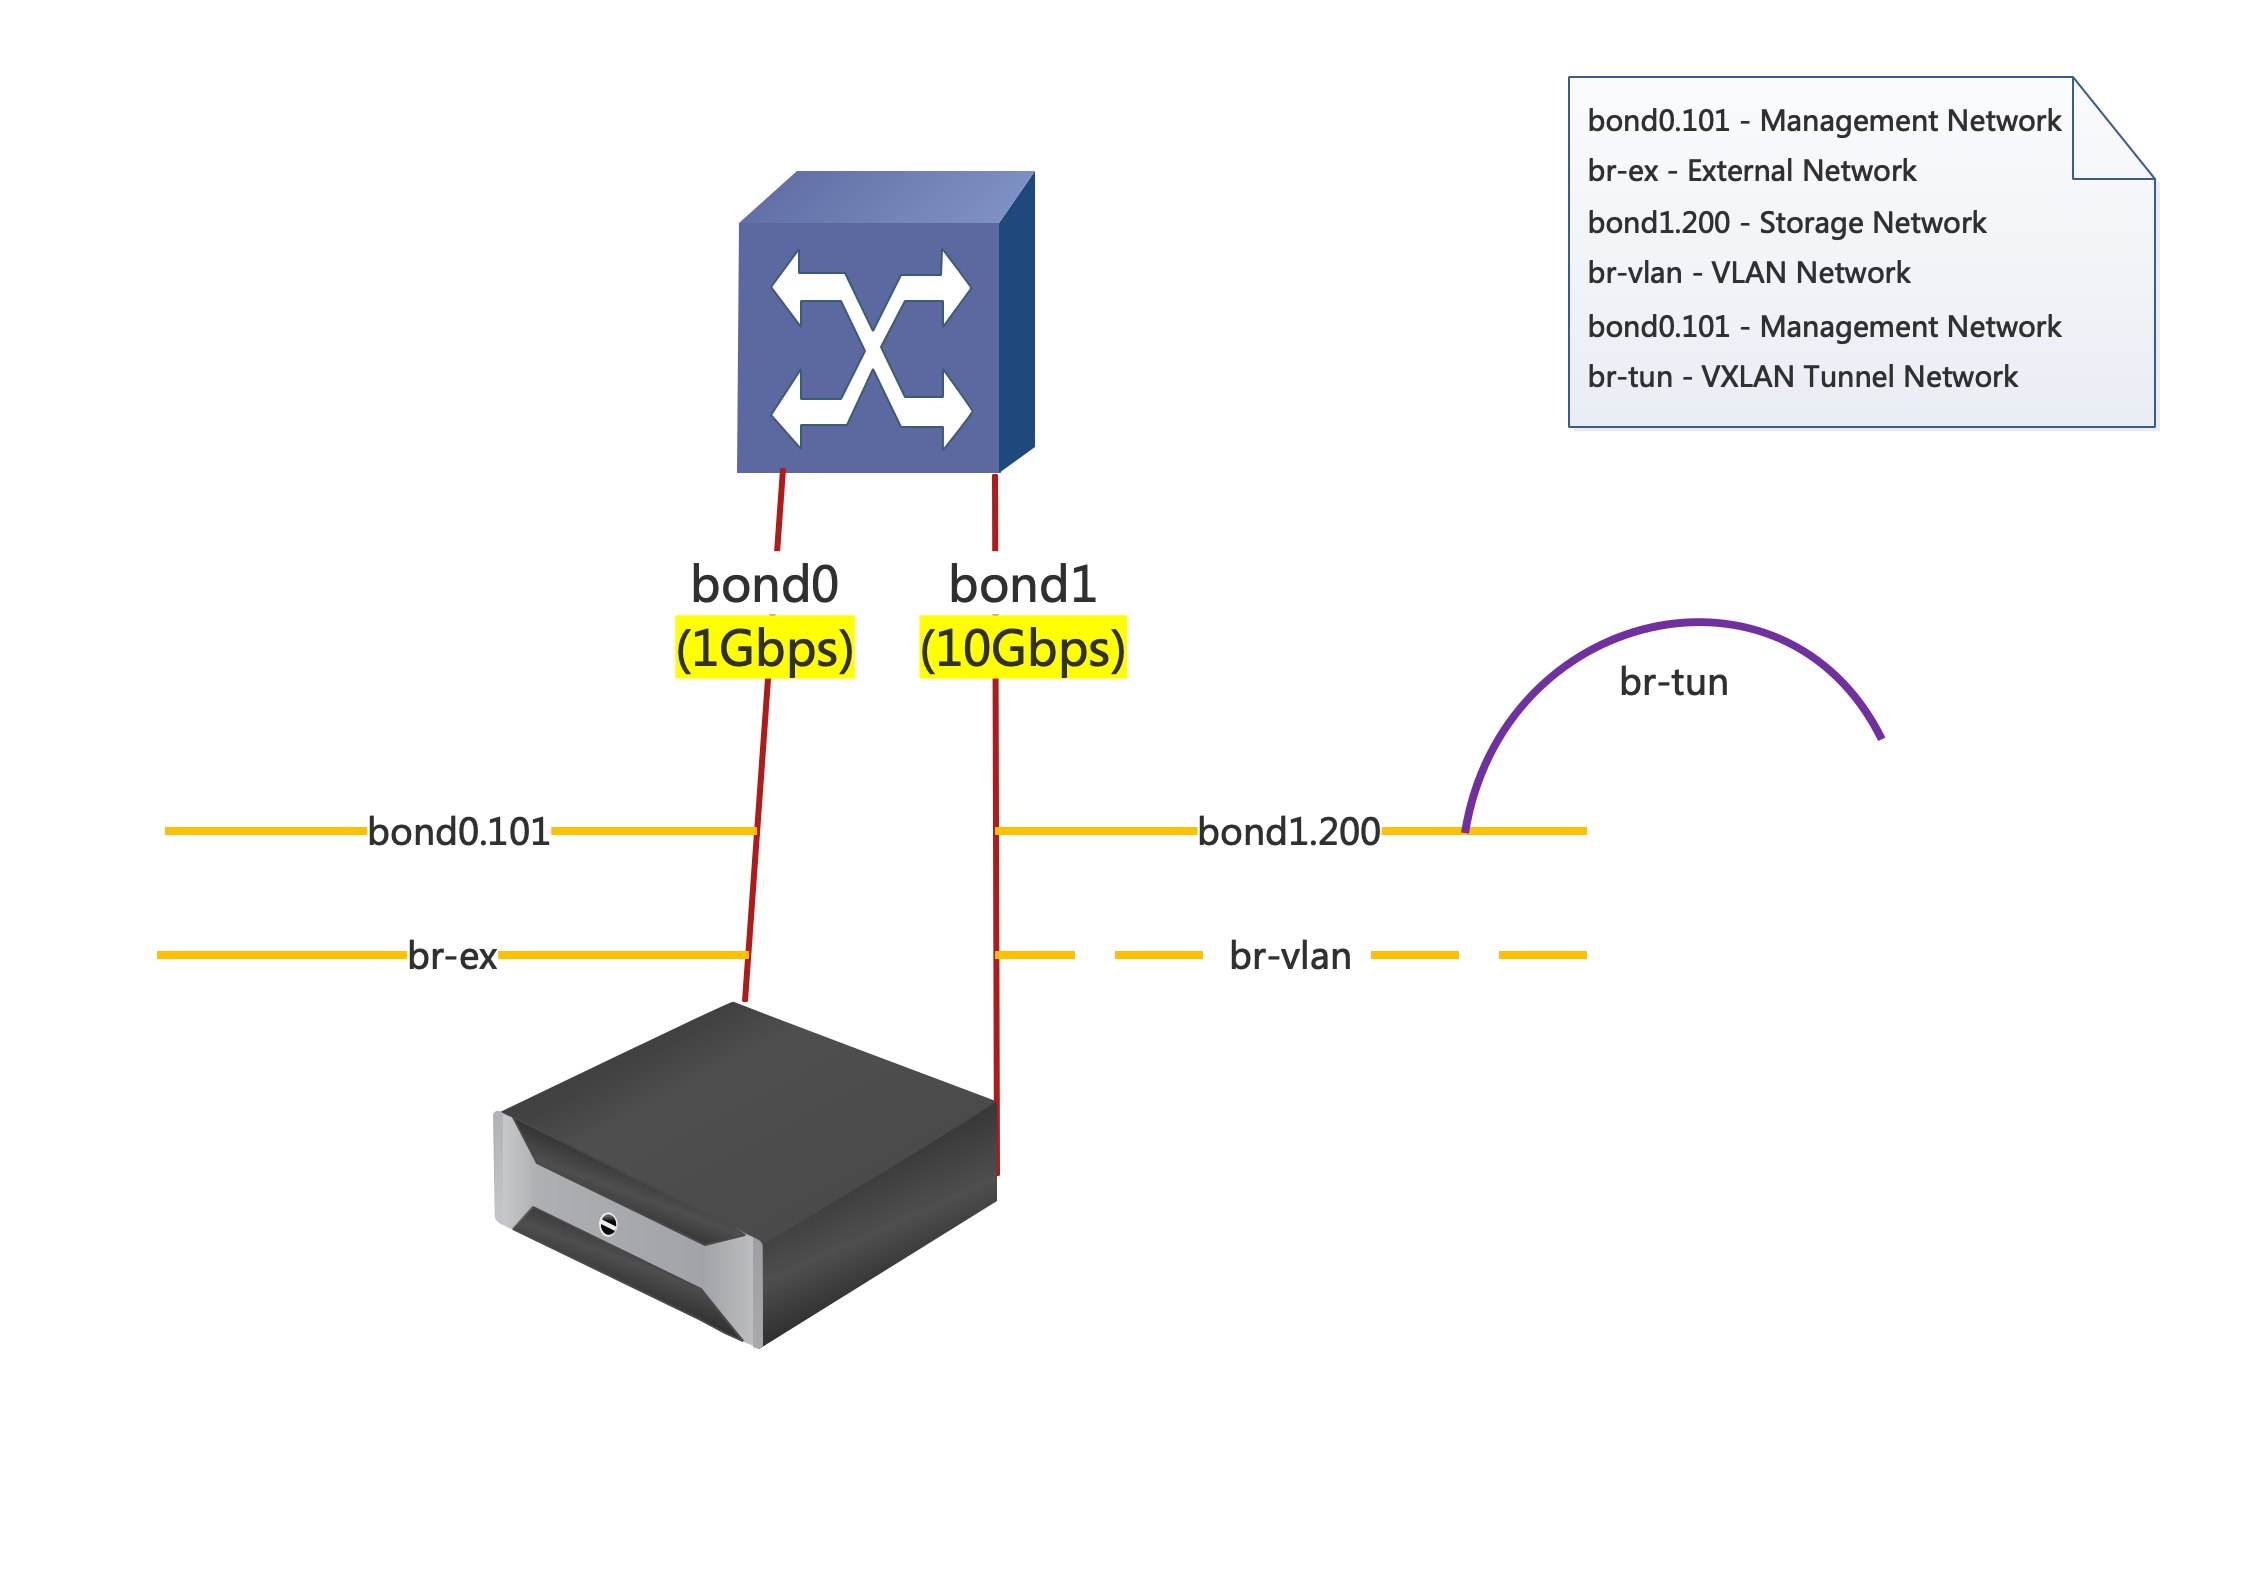 bond0.101 - Management Network
br-ex - External Network
bond1.200 - Storage Network
br-vlan - VLAN Network
bond0.101 - Management Network
br-tun - VXLAN Tunnel Network
bond0
(1Gbps)
bond1
(10Gbps)
br-tun
bond0.101
bond1.200
br-ex
br-vlan